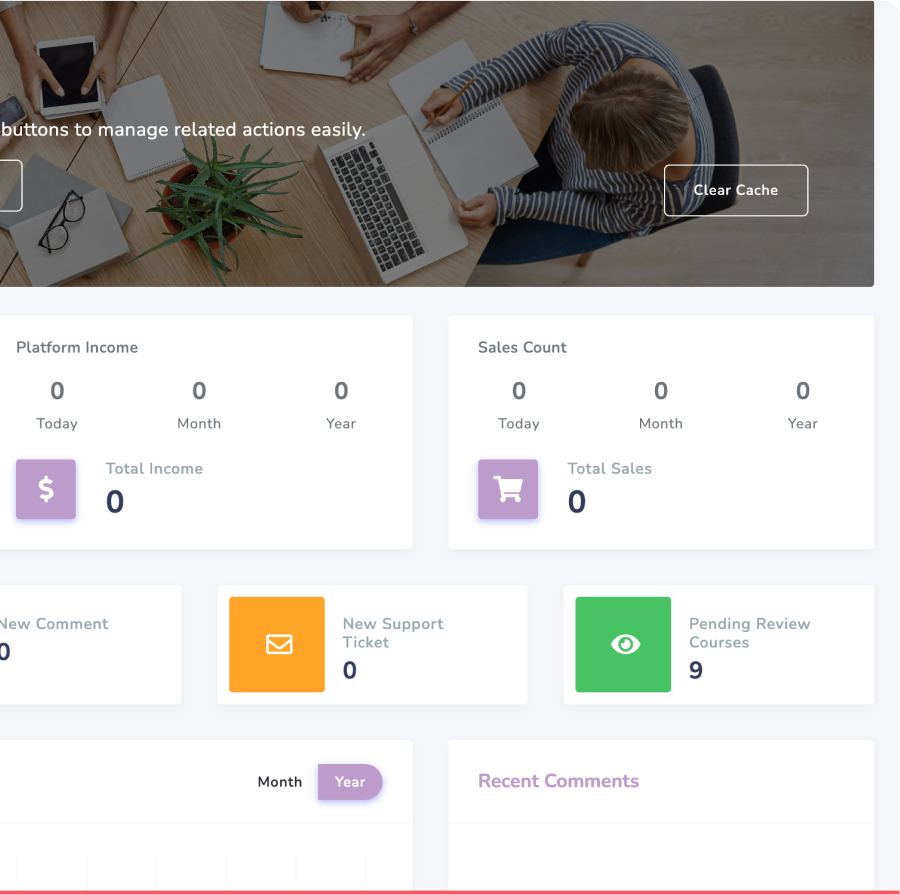 buttons to manage related actions easily.
Clear Cache
Platform Income
0 0 0
Today Month Year
Total Income
0
Sales Count
0 0 0
Today Month Year
Total Sales
0
New Comment
0
New Support
Ticket
0
Pending Review
Courses
9
Month Year
Recent Comments